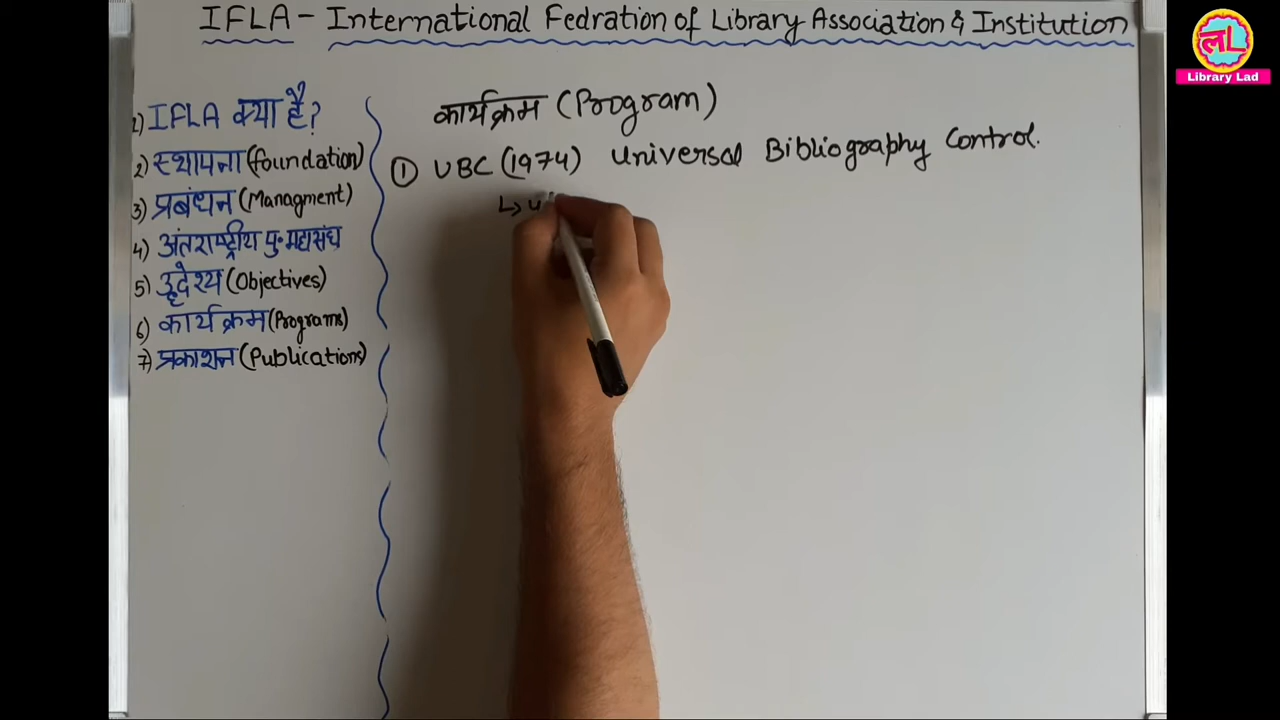 IFLA - International Fedration of Library Association & Institution
लL
Library Lad
1) IFLA क्या है?
2) स्थापना (foundation)
3) प्रबंधन (Managment)
4) अंतराष्ट्रीय पु॰ महासंघ
5) उद्देश्य (Objectives)
6) कार्यक्रम (Programs)
7) प्रकाशन (Publications)
कार्यक्रम (Program)
① UBC (1974) Universal Bibliography Control.
↳